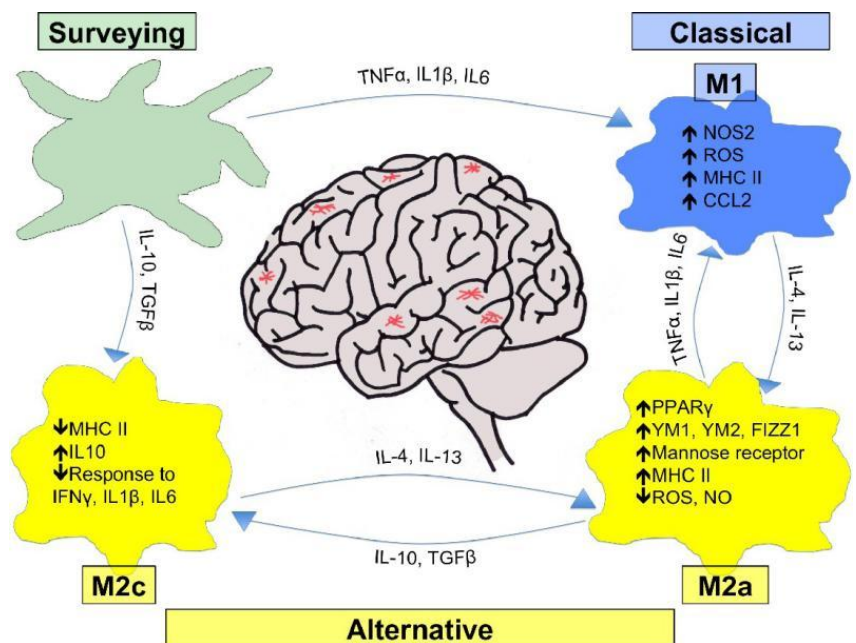 Surveying
Classical
TNFα, IL1β, IL6
M1
NOS2
ROS
MHC II
CCL2
IL-10, TGFβ
TNFα, IL1β, IL6
IL-4, IL-13
MHC II
IL10
Response to
IFNγ, IL1β, IL6
IL-4, IL-13
PPARγ
YM1, YM2, FIZZ1
Mannose receptor
MHC II
ROS, NO
IL-10, TGFβ
M2c
M2a
Alternative